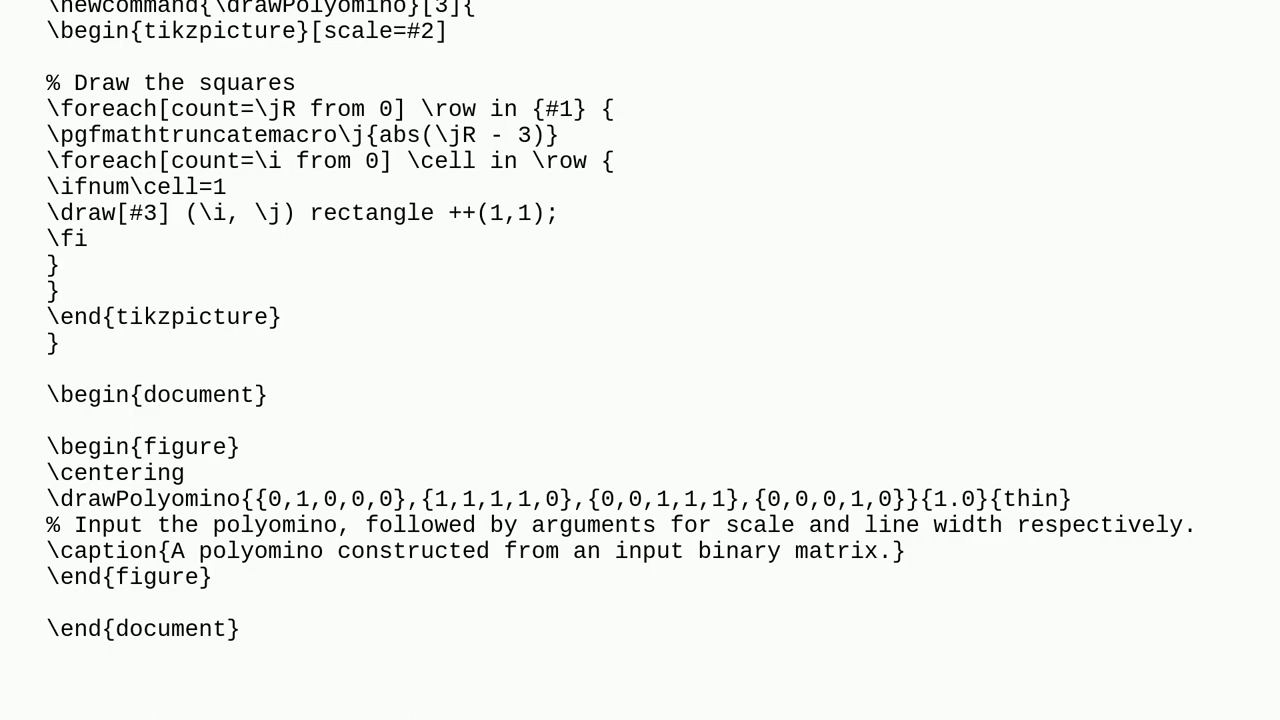 \newcommand{\drawPolyomino}[3]{
\begin{tikzpicture}[scale=#2]
% Draw the squares
\foreach[count=\jR from 0] \row in {#1} {
\pgfmathtruncatemacro\j{abs(\jR - 3)}
\foreach[count=\i from 0] \cell in \row {
\ifnum\cell=1
\draw[#3] (\i, \j) rectangle ++(1,1);
\fi
}
}
\end{tikzpicture}
}
\begin{document}
\begin{figure}
\centering
\drawPolyomino{{0,1,0,0,0},{1,1,1,1,0},{0,0,1,1,1},{0,0,0,1,0}}{1.0}{thin}
% Input the polyomino, followed by arguments for scale and line width respectively.
\caption{A polyomino constructed from an input binary matrix.}
\end{figure}
\end{document}